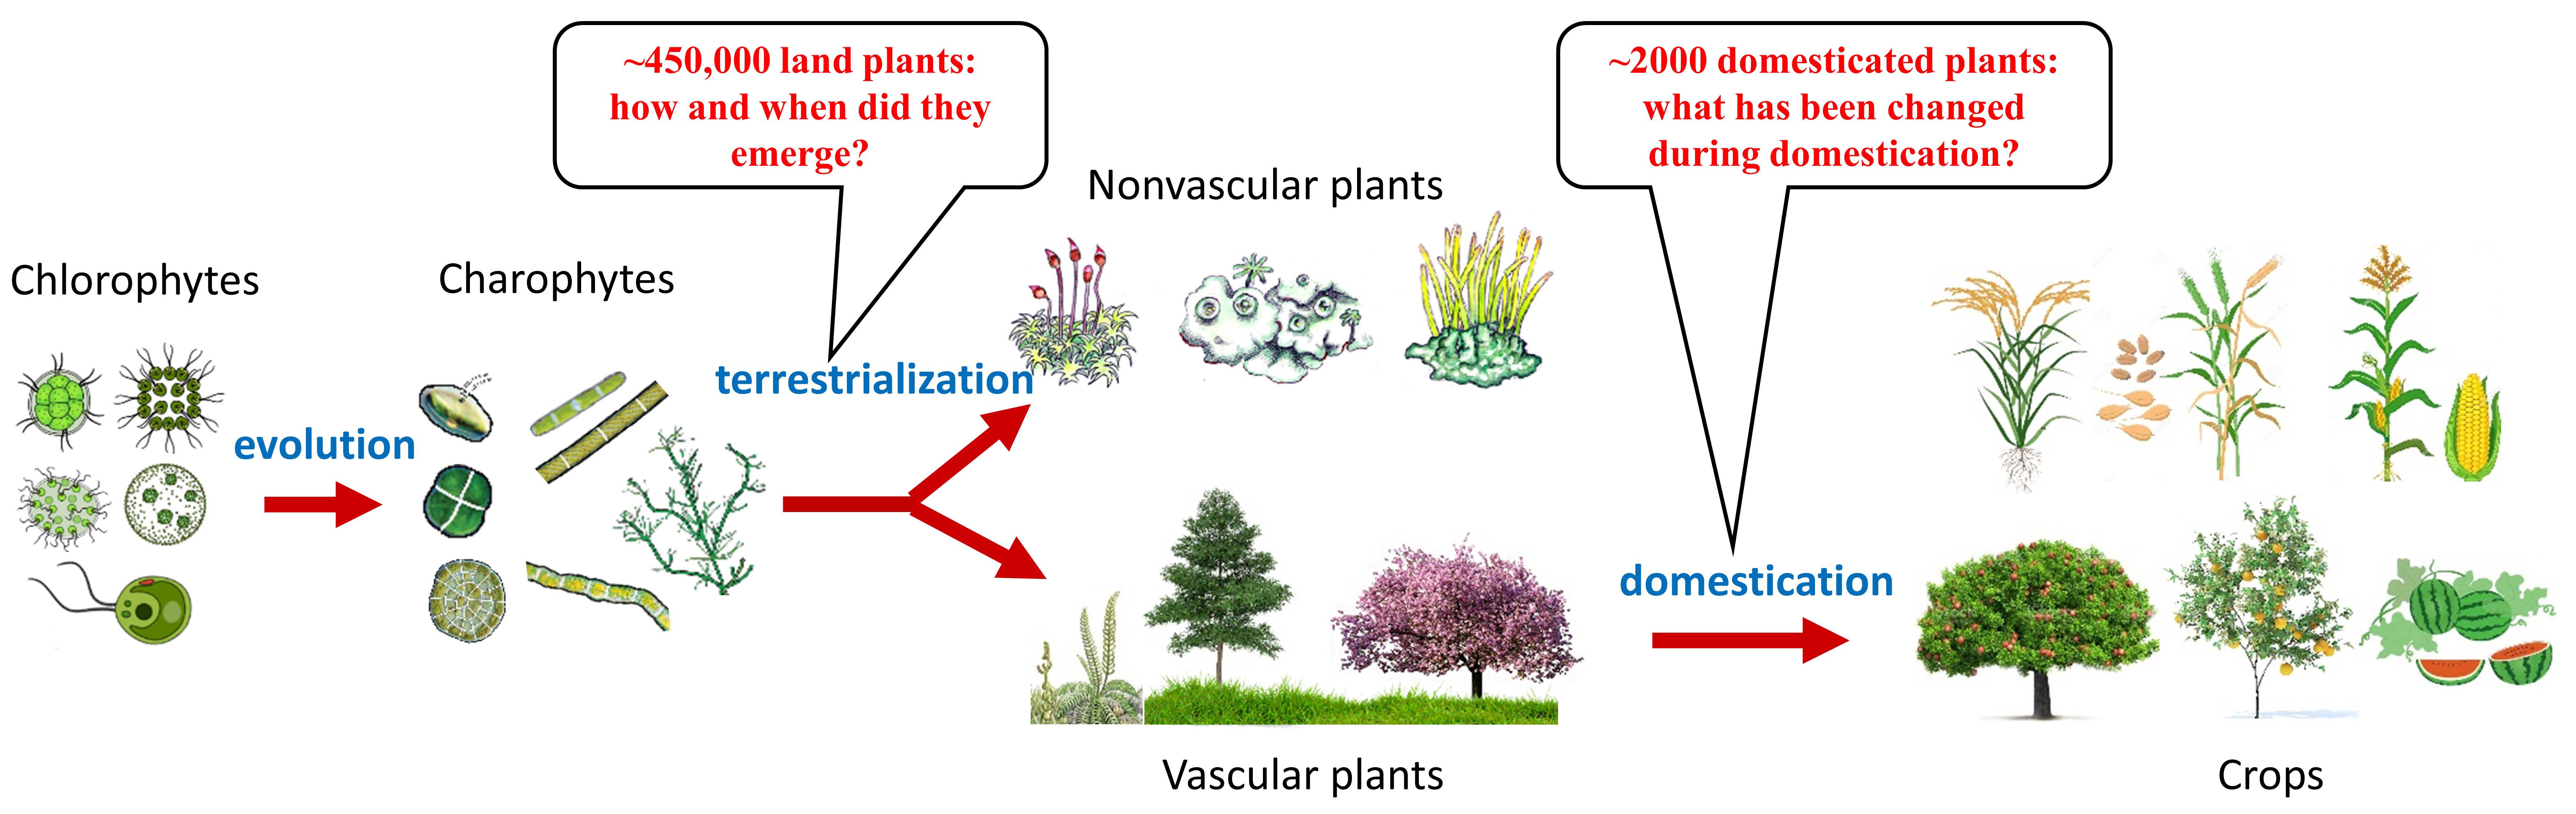 ~450,000 land plants:
how and when did they
emerge?
~2000 domesticated plants:
what has been changed
during domestication?
Nonvascular plants
Chlorophytes
Charophytes
terrestrialization
evolution
domestication
Vascular plants
Crops